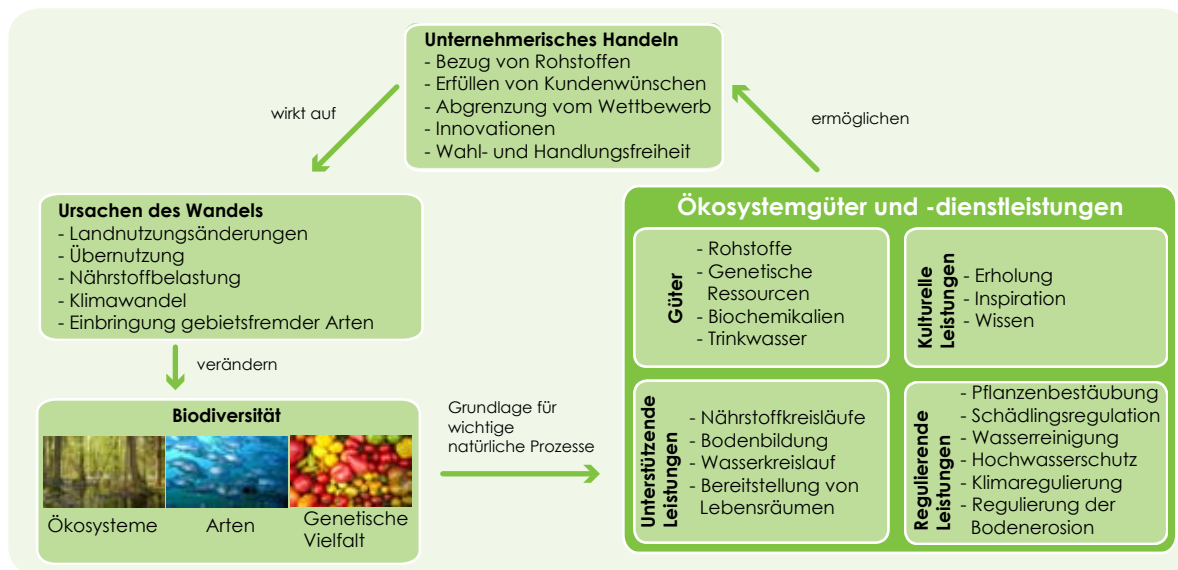 Unternehmerisches Handeln
- Bezug von Rohstoffen
- Erfüllen von Kundenwünschen
- Abgrenzung vom Wettbewerb
- Innovationen
- Wahl- und Handlungsfreiheit
wirkt auf
ermöglichen
Ursachen des Wandels
- Landnutzungsänderungen
- Übernutzung
- Nährstoffbelastung
- Klimawandel
- Einbringung gebietsfremder Arten
verändern
Biodiversität
Ökosysteme
Arten
Genetische
Vielfalt
Grundlage für
wichtige
natürliche Prozesse
Ökosystemgüter und -dienstleistungen
Güter
- Rohstoffe
- Genetische
Ressourcen
- Biochemikalien
- Trinkwasser
Kulturelle
Leistungen
- Erholung
- Inspiration
- Wissen
Unterstützende
Leistungen
- Nährstoffkreisläufe
- Bodenbildung
- Wasserkreislauf
- Bereitstellung von
Lebensräumen
Regulierende
Leistungen
- Pflanzenbestäubung
- Schädlingsregulation
- Wasserreinigung
- Hochwasserschutz
- Klimaregulierung
- Regulierung der
Bodenerosion